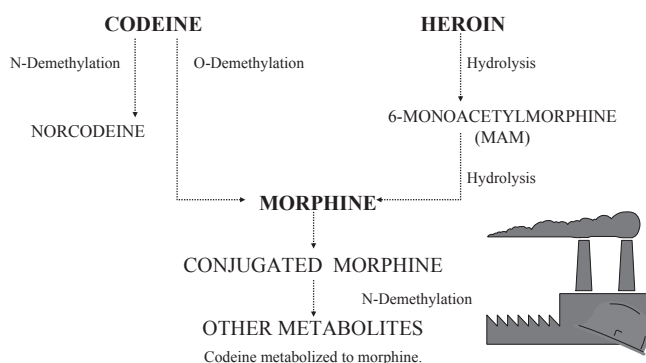 CODEINE
HEROIN
N-Demethylation
O-Demethylation
Hydrolysis
NORCODEINE
6-MONOACETYLMORPHINE
(MAM)
Hydrolysis
MORPHINE
CONJUGATED MORPHINE
N-Demethylation
OTHER METABOLITES
Codeine metabolized to morphine.